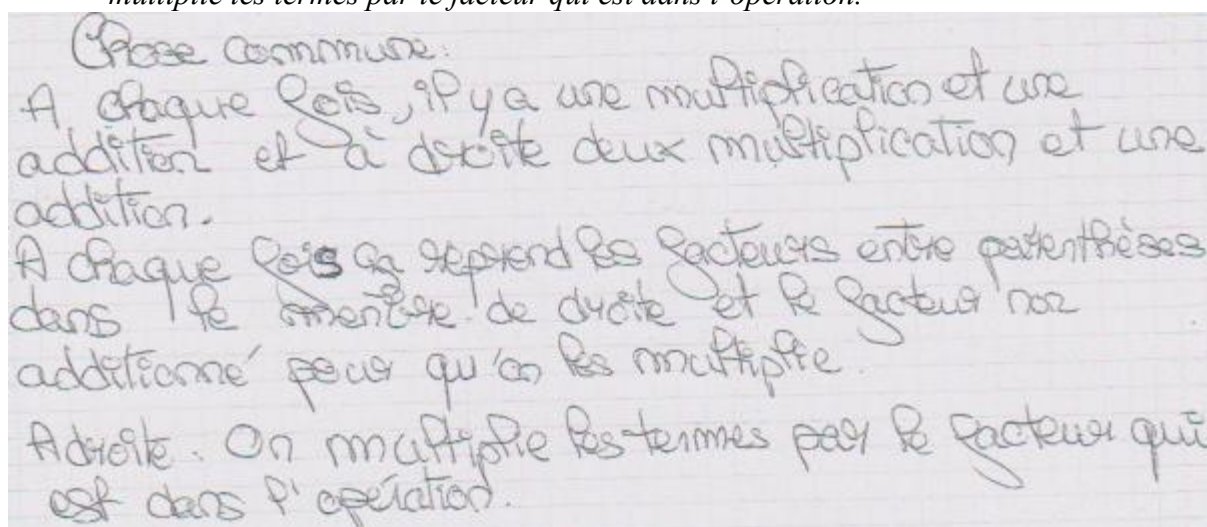 multiplie les termes par le facteur qui est dans l'opération.
Chose commune:
A chaque fois, il y a une multiplication et une
addition et à droite deux multiplication et une
addition.
A chaque fois on reprend les facteurs entre parenthèses
dans le membre de droite et le facteur non
additionné pour qu'on les multiplie.
A droite. On multiplie les termes par le facteur qui
est dans l'opération.